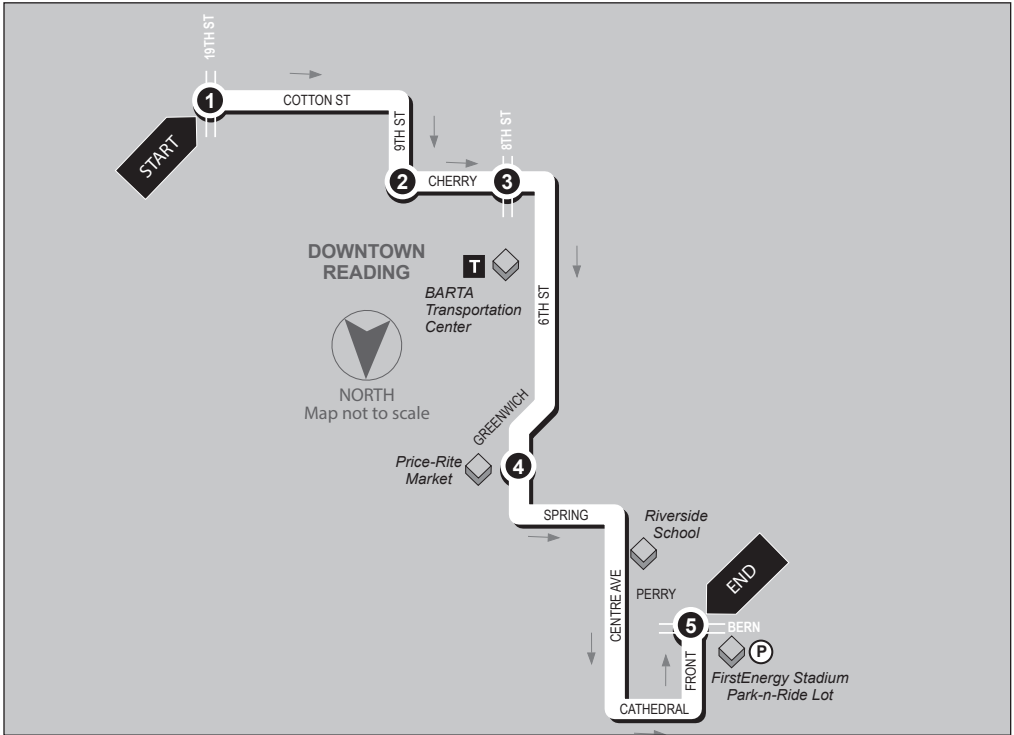 19TH ST
1
COTTON ST
START
9TH ST
8TH ST
2
CHERRY
3
DOWNTOWN
READING
T
BARTA
Transportation
Center
6TH ST
NORTH
Map not to scale
GREENWICH
Price-Rite
Market
4
SPRING
Riverside
School
CENTRE AVE
PERRY
END
5
BERN
P
FRONT
FirstEnergy Stadium
Park-n-Ride Lot
CATHEDRAL